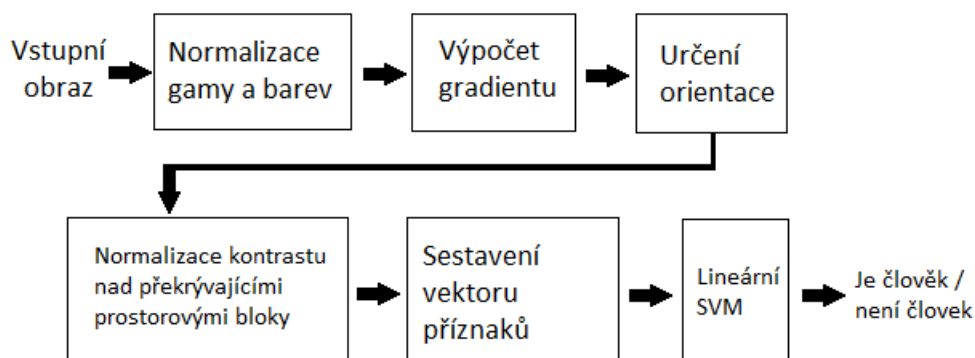 Vstupní
obraz
Normalizace
gamy a barev
Výpočet
gradientu
Určení
orientace
Normalizace kontrastu
nad překrývajícími
prostorovými bloky
Sestavení
vektoru
příznaků
Lineární
SVM
Je člověk /
není človek